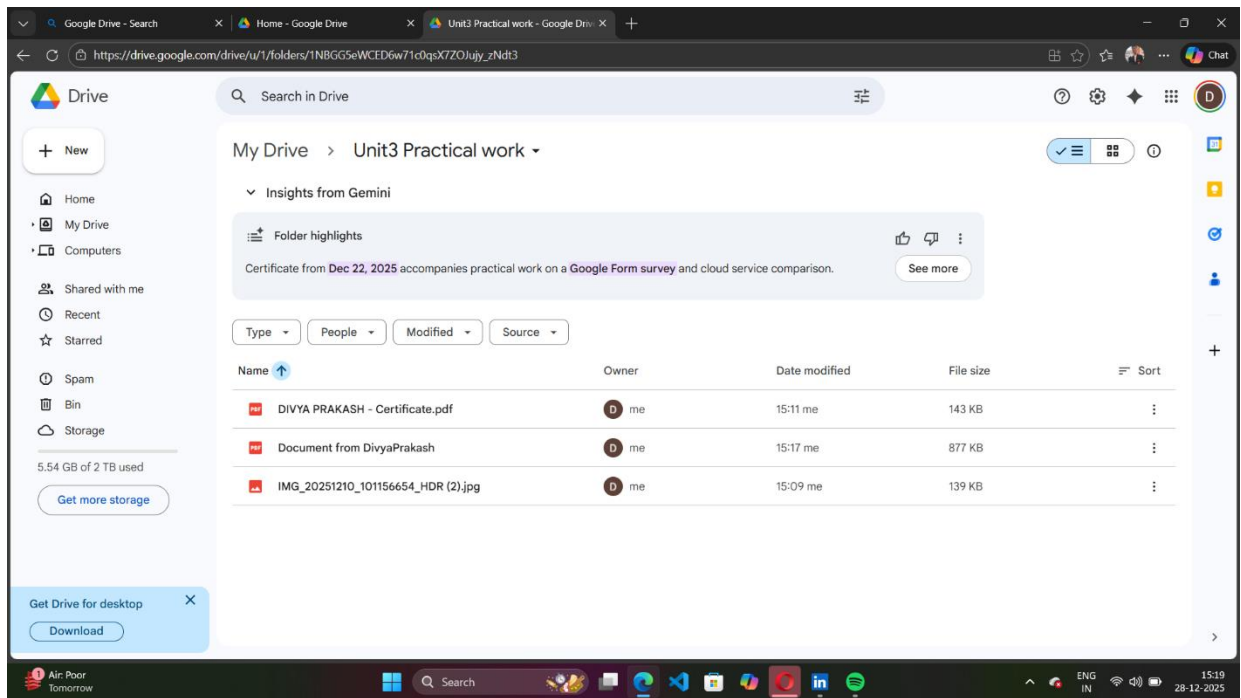 Google Drive - Search
Home - Google Drive
Unit3 Practical work - Google Driv
https://drive.google.com/drive/u/1/folders/1NBGG5eWCED6w71c0qsX7ZOJujy_zNdt3
Chat
Drive
Search in Drive
D
New
My Drive > Unit3 Practical work
Insights from Gemini
Home
My Drive
Computers
Shared with me
Recent
Starred
Spam
Bin
Storage
5.54 GB of 2 TB used
Get more storage
Folder highlights
Certificate from Dec 22, 2025 accompanies practical work on a Google Form survey and cloud service comparison.
See more
Type People Modified Source
Name Owner Date modified File size Sort
PDF DIVYA PRAKASH - Certificate.pdf D me 15:11 me 143 KB
PDF Document from DivyaPrakash D me 15:17 me 877 KB
IMG_20251210_101156654_HDR (2).jpg D me 15:09 me 139 KB
Get Drive for desktop
Download
31
1
Air: Poor
Tomorrow
Search
in
ENG
IN
15:19
28-12-2025